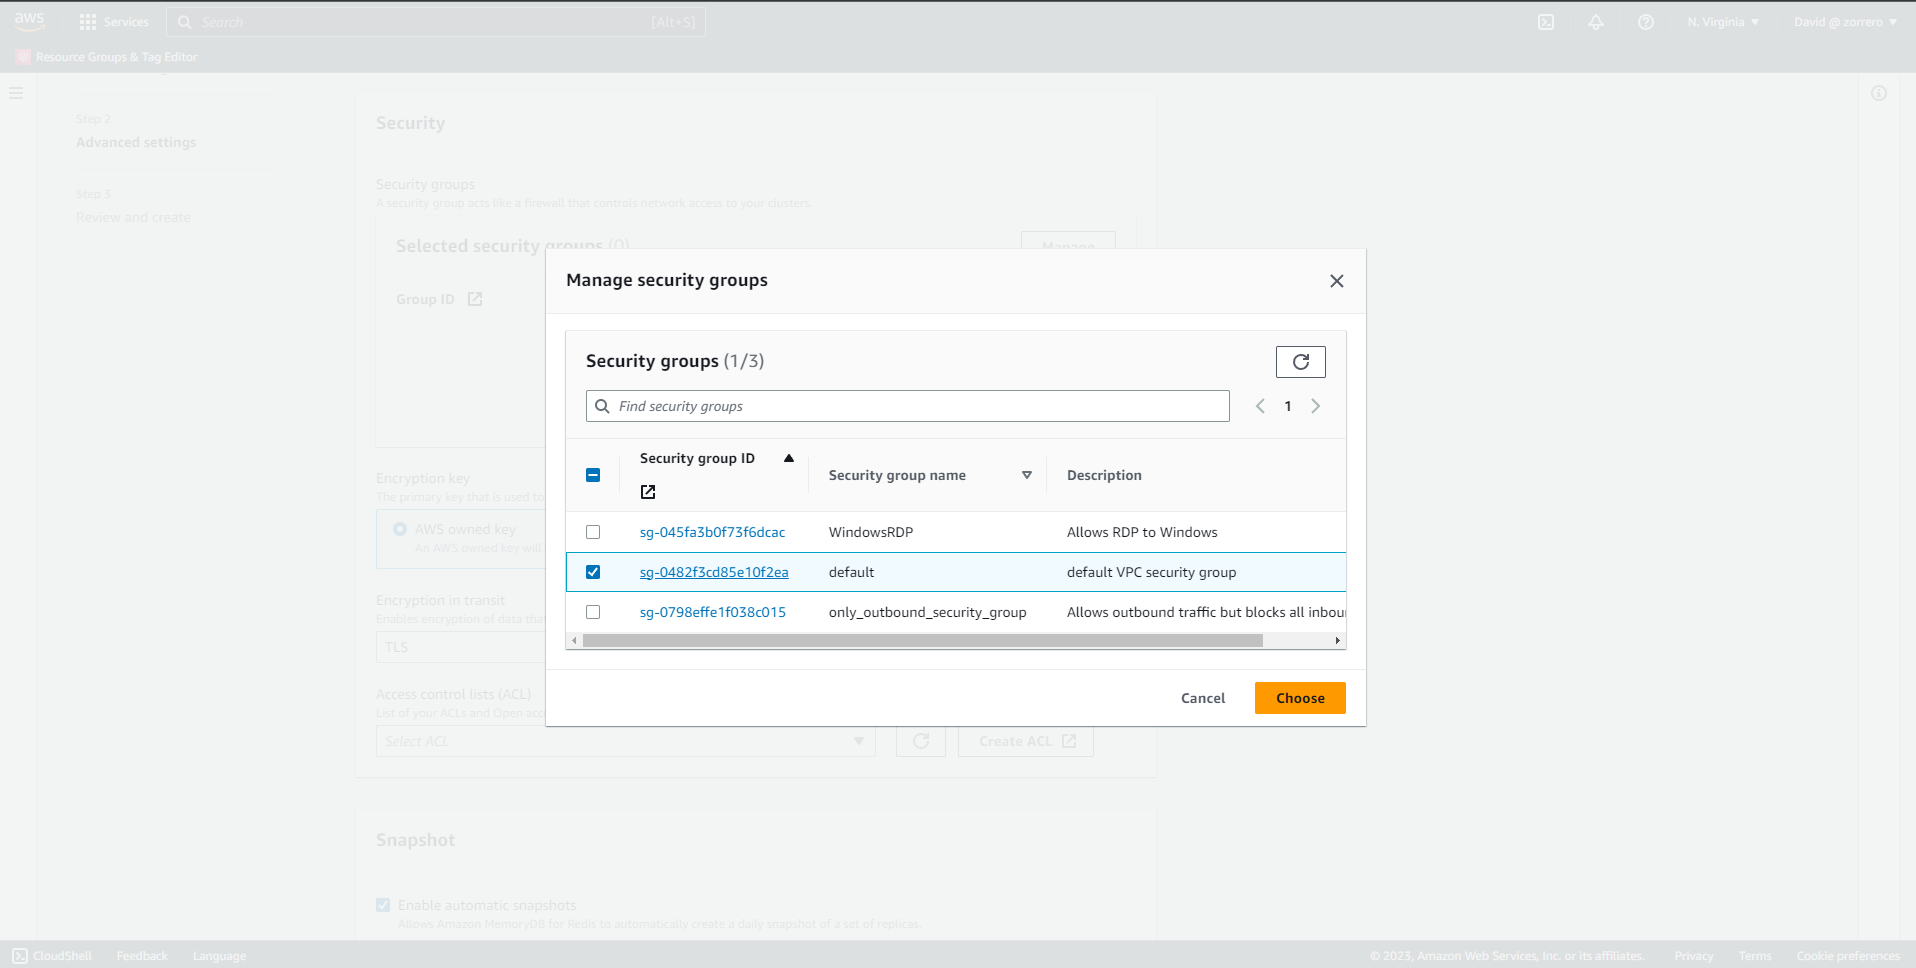 aws
Services
Search
[Alt+S]
N. Virginia
David @ zorrero
Resource Groups & Tag Editor
Step 2
Advanced settings
Step 3
Review and create
Security
Security groups
A security group acts like a firewall that controls network access to your clusters.
Selected security groups (0)
Manage
Group ID
Manage security groups
Security groups (1/3)
Find security groups
1
Security group ID
Security group name
Description
sg-045fa3b0f73f6dcac
WindowsRDP
Allows RDP to Windows
sg-0482f3cd85e10f2ea
default
default VPC security group
sg-0798effe1f038c015
only_outbound_security_group
Allows outbound traffic but blocks all inbou
Cancel
Choose
Encryption key
The primary key that is used to
AWS owned key
An AWS owned key will
Encryption in transit
Enables encryption of data tha
TLS
Access control lists (ACL)
List of your ACLs and Open acc
Select ACL
Create ACL
Snapshot
Enable automatic snapshots
Allows Amazon MemoryDB for Redis to automatically create a daily snapshot of a set of replicas.
CloudShell
Feedback
Language
© 2023, Amazon Web Services, Inc. or its affiliates.
Privacy
Terms
Cookie preferences